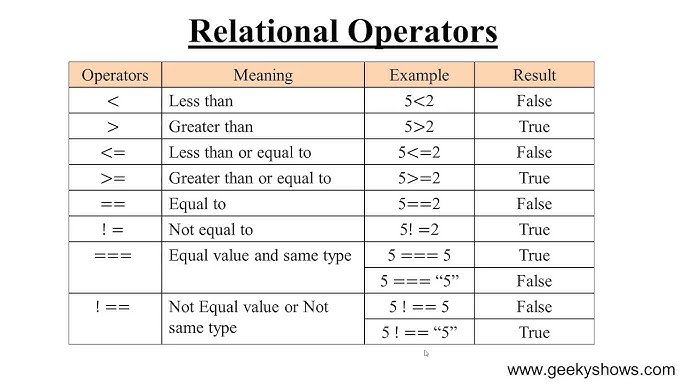 Relational Operators
Operators Meaning Example Result
< Less than 5<2 False
> Greater than 5>2 True
<= Less than or equal to 5<=2 False
>= Greater than or equal to 5>=2 True
== Equal to 5==2 False
! = Not equal to 5! =2 True
=== Equal value and same type 5 === 5 True
5 === “5” False
! == Not Equal value or Not 5 ! == 5 False
same type 5 ! == “5” True
www.geekyshows.com